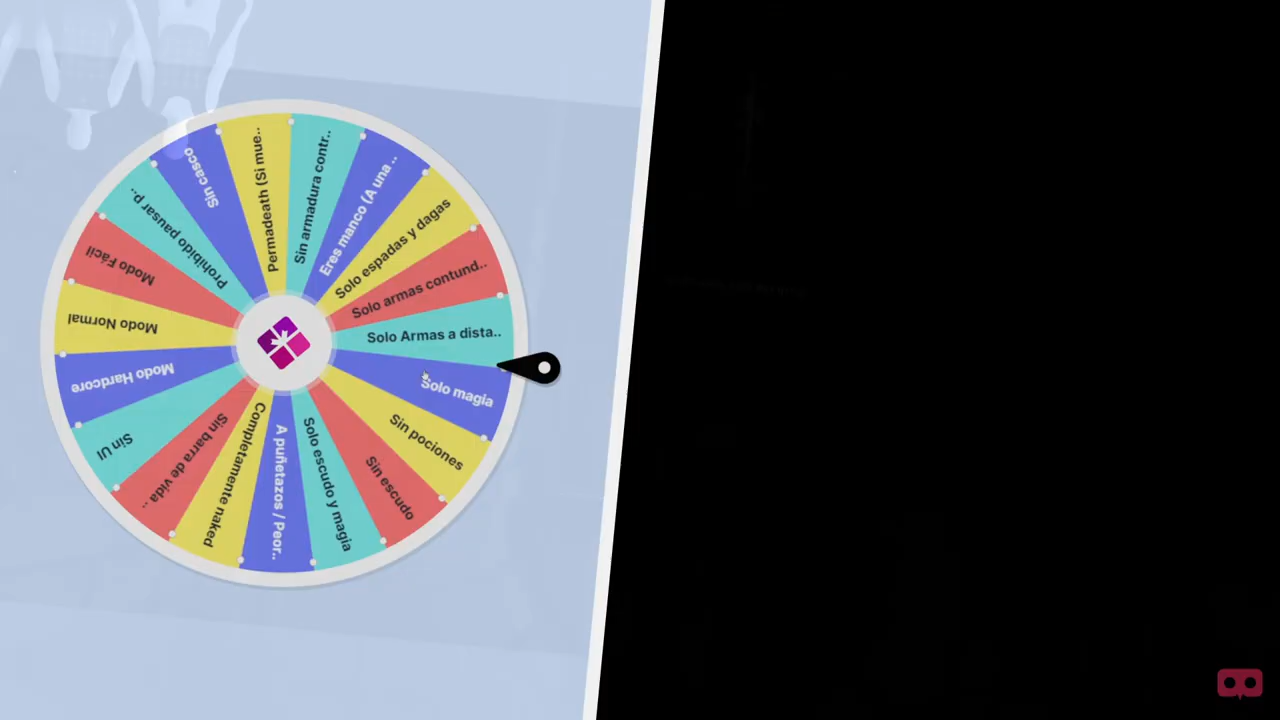 Sin casco
Permadeath (Si mue..
Sin armadura contr..
Eres manco (A una ..
Solo espadas y dagas
Solo armas contund..
Solo Armas a dista..
Solo magia
Sin pociones
Sin escudo
Solo escudo y magia
A puñetazos / Peor..
Completamente naked
Sin barra de vida ..
Sin UI
Modo Hardcore
Modo Normal
Modo Fácil
Prohibido pausar p..